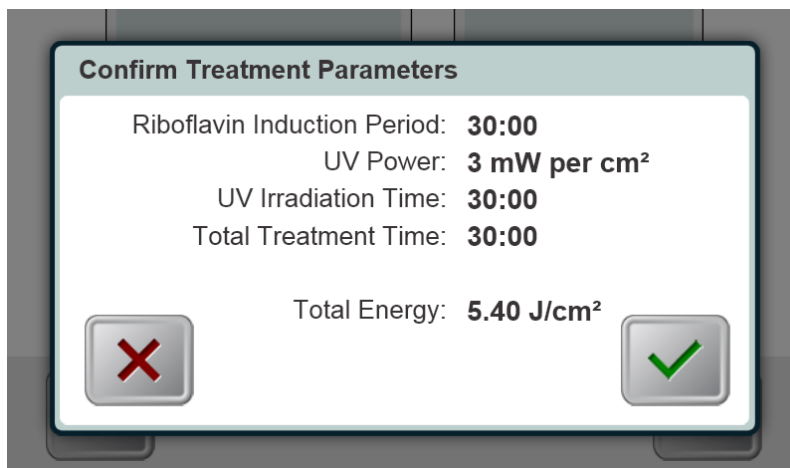 Confirm Treatment Parameters
Riboflavin Induction Period: 30:00
UV Power: 3 mW per cm²
UV Irradiation Time: 30:00
Total Treatment Time: 30:00
Total Energy: 5.40 J/cm²